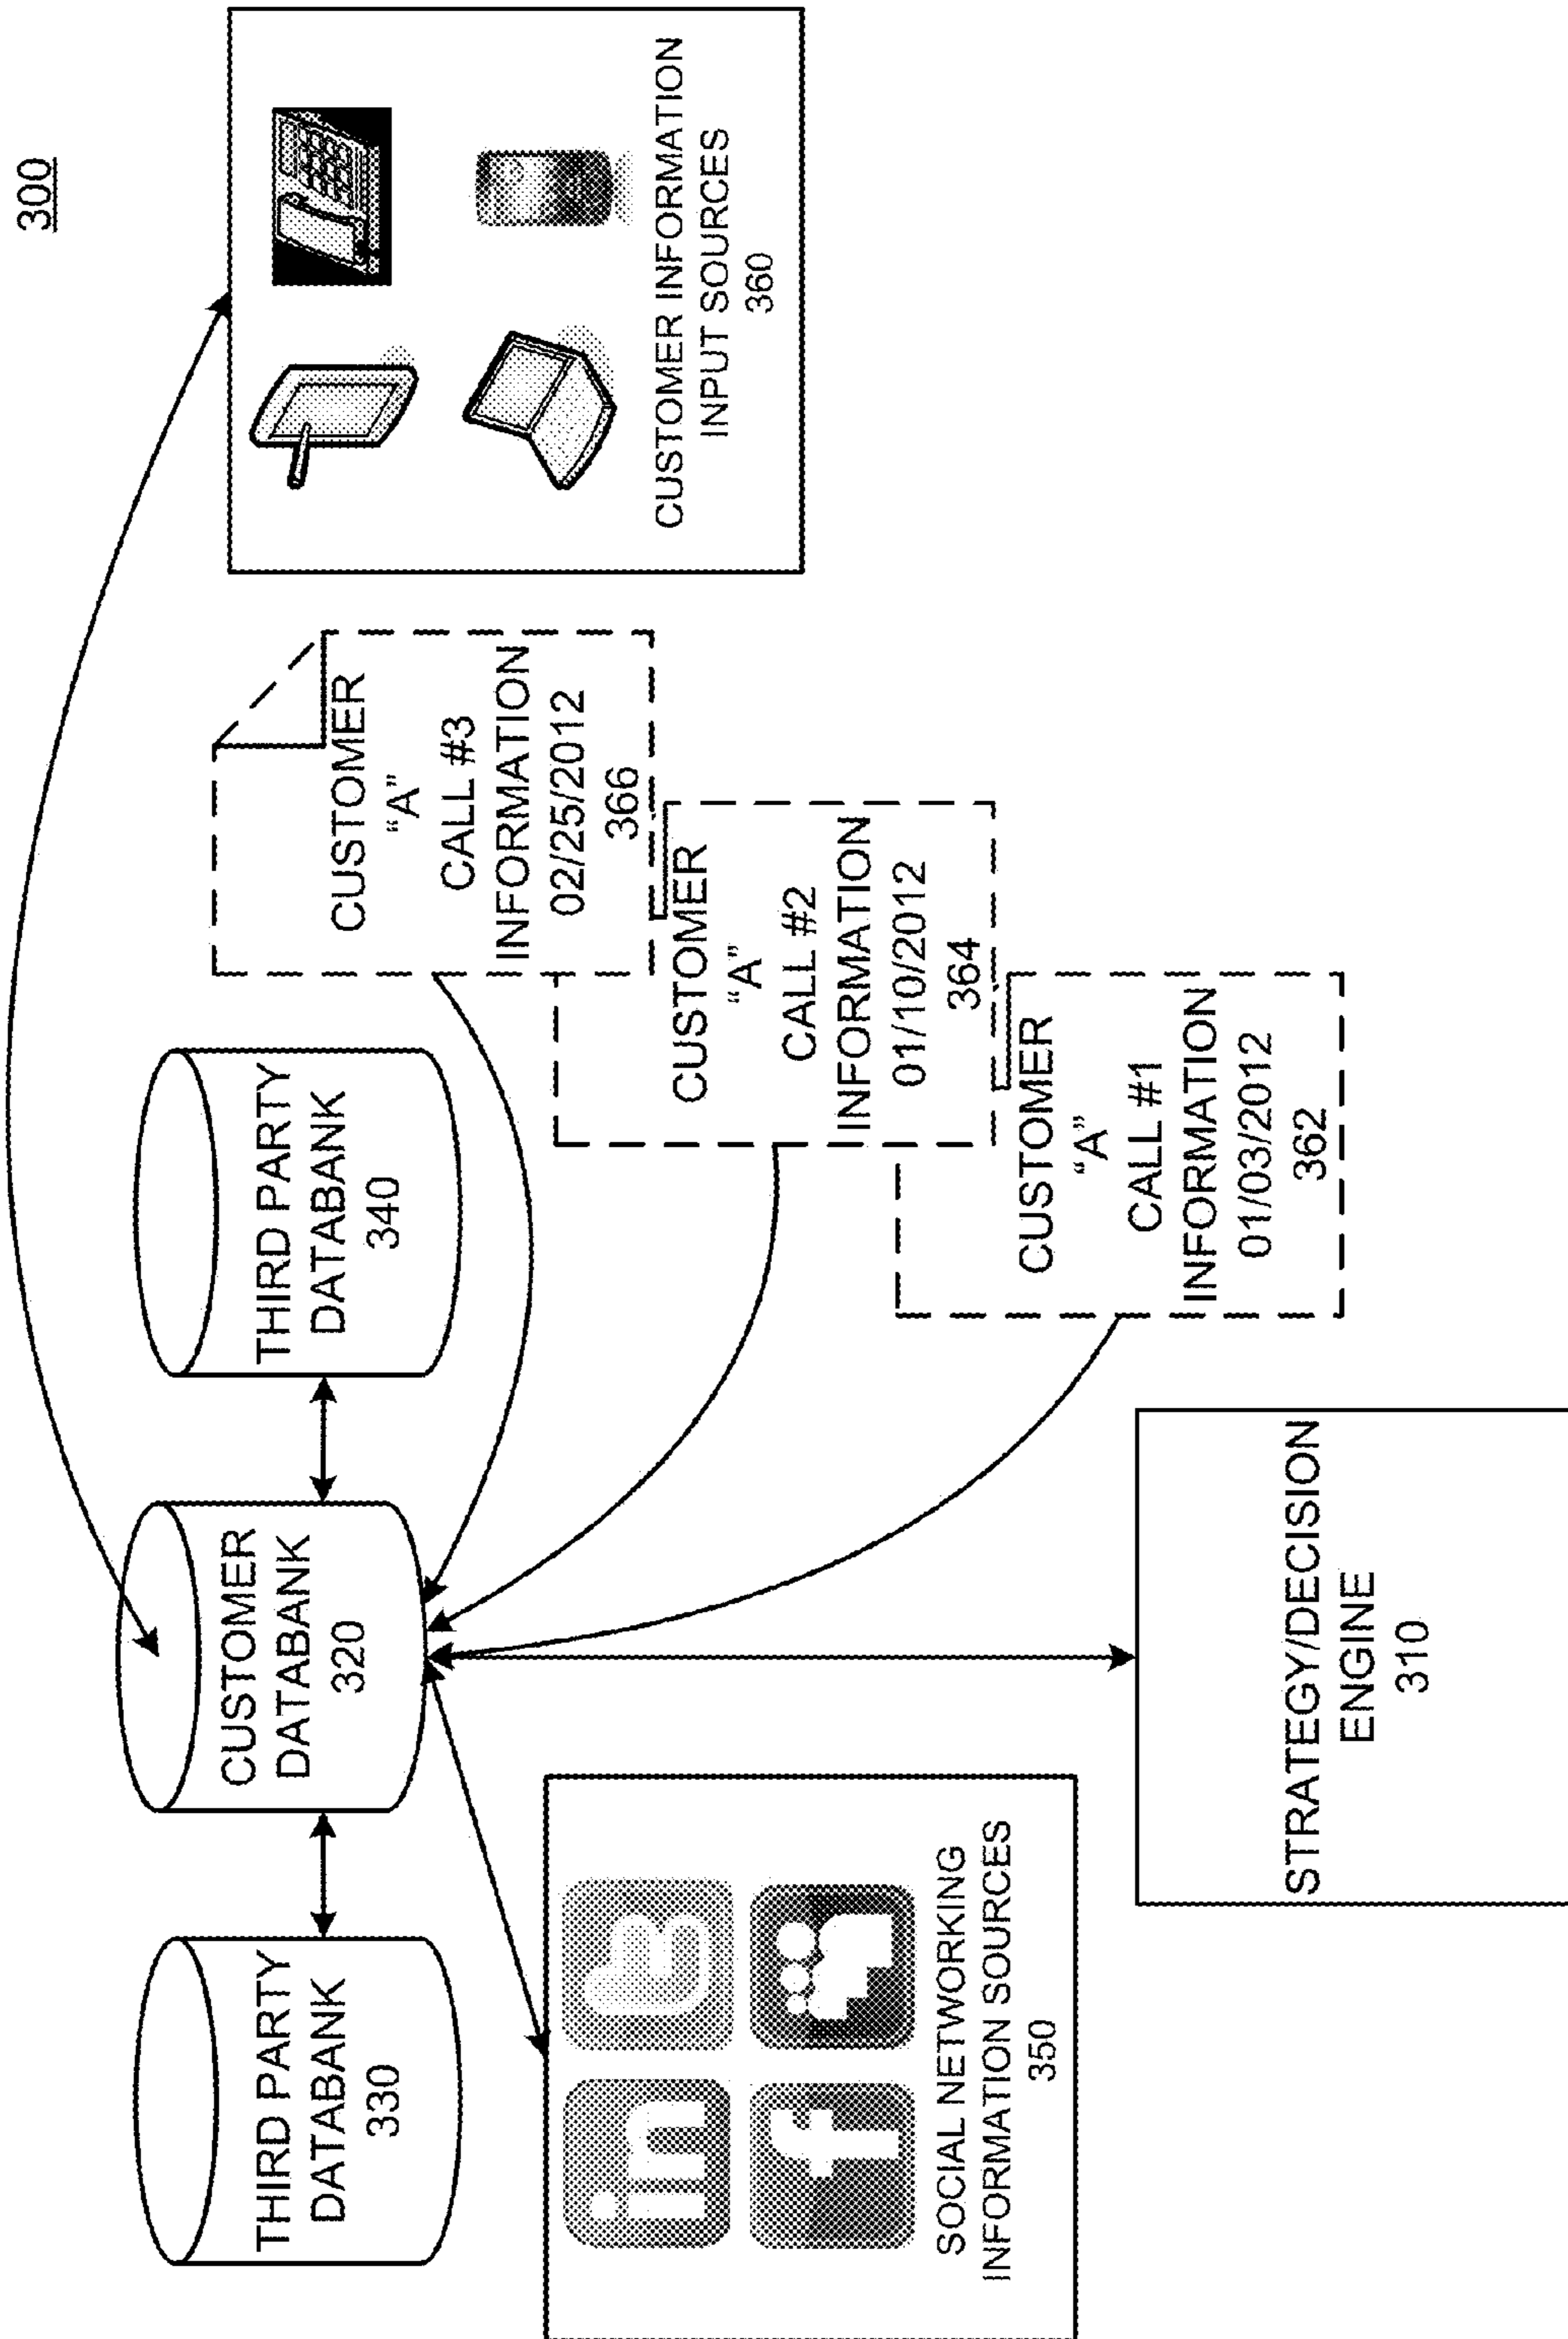 300
THIRD PARTY
DATABANK
330
CUSTOMER
DATABANK
320
THIRD PARTY
DATABANK
340
in
t
f
SOCIAL NETWORKING
INFORMATION SOURCES
350
CUSTOMER
"A"
CALL #3
INFORMATION
02/25/2012
366
CUSTOMER
"A"
CALL #2
INFORMATION
01/10/2012
364
CUSTOMER
"A"
CALL #1
INFORMATION
01/03/2012
362
CUSTOMER INFORMATION
INPUT SOURCES
360
STRATEGY/DECISION
ENGINE
310